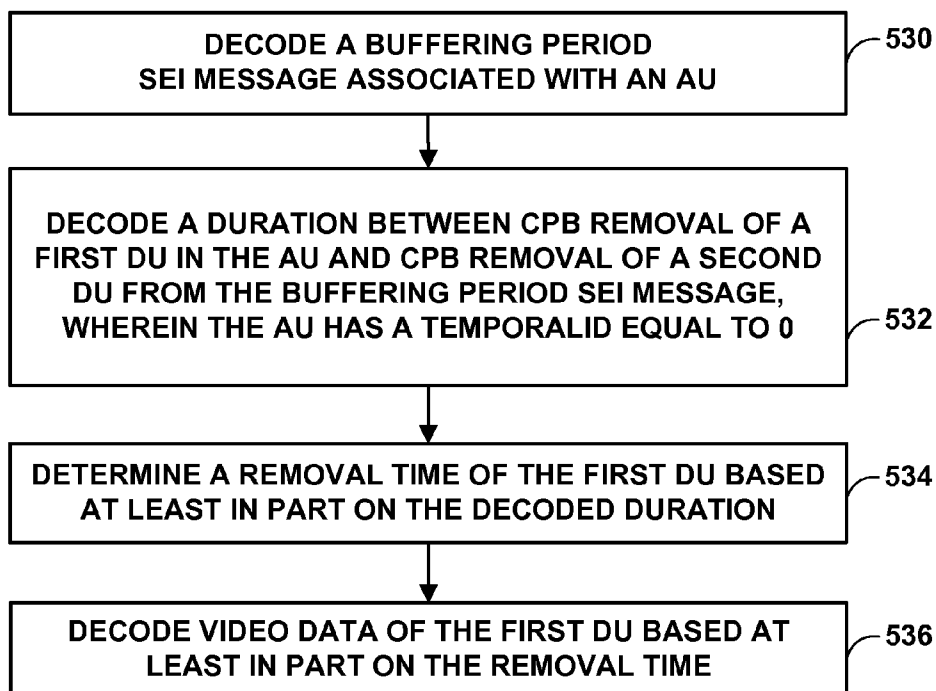 DECODE A BUFFERING PERIOD
SEI MESSAGE ASSOCIATED WITH AN AU
530
DECODE A DURATION BETWEEN CPB REMOVAL OF A
FIRST DU IN THE AU AND CPB REMOVAL OF A SECOND
DU FROM THE BUFFERING PERIOD SEI MESSAGE,
WHEREIN THE AU HAS A TEMPORALID EQUAL TO 0
532
DETERMINE A REMOVAL TIME OF THE FIRST DU BASED
AT LEAST IN PART ON THE DECODED DURATION
534
DECODE VIDEO DATA OF THE FIRST DU BASED AT
LEAST IN PART ON THE REMOVAL TIME
536